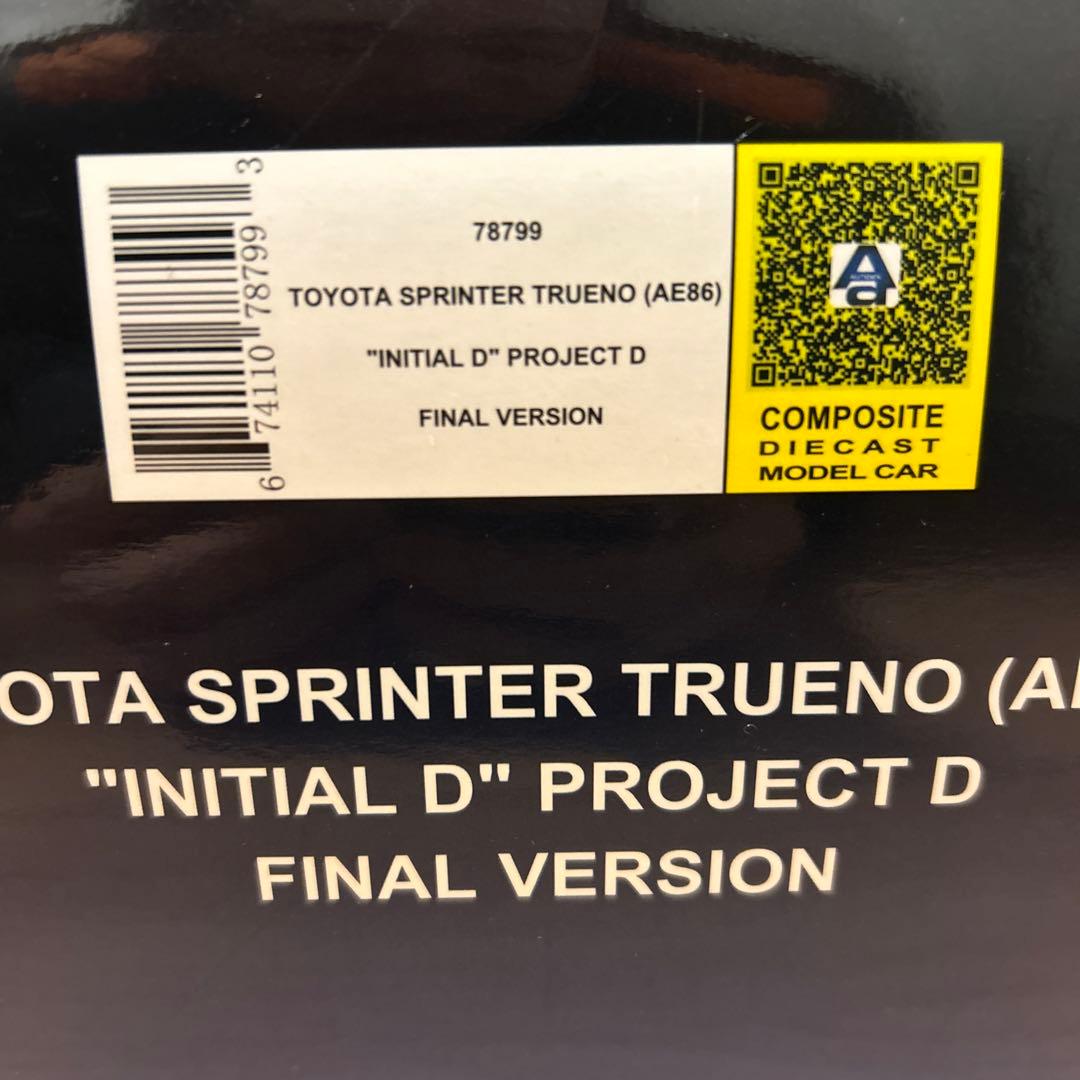 78799
TOYOTA SPRINTER TRUENO (AE86)
"INITIAL D" PROJECT D
FINAL VERSION
6 74110 78799 3
COMPOSITE
DIECAST
MODEL CAR
OTA SPRINTER TRUENO (A
"INITIAL D" PROJECT D
FINAL VERSION